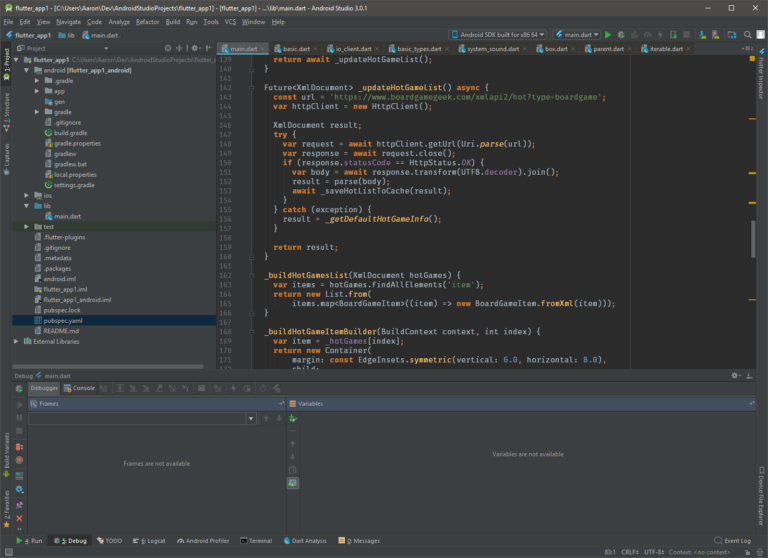 flutter_app1 - [C:\Users\Aaron\Dev\AndroidStudioProjects\flutter_app1] - [flutter_app1] - ...\lib\main.dart - Android Studio 3.0.1
File Edit View Navigate Code Analyze Refactor Build Run Tools VCS Window Help
flutter_app1 lib main.dart
Android SDK built for x86 64
main.dart
Project
main.dart
basic.dart
io_client.dart
basic_types.dart
system_sound.dart
box.dart
parent.dart
iterable.dart
1: Project
Z: Structure
Captures
Build Variants
2: Favorites
Flutter Inspector
Device File Explorer
flutter_app1 C:\Users\Aaron\Dev\AndroidStudioProjects\flutter_a
android [flutter_app1_android]
.gradle
app
gen
gradle
.gitignore
build.gradle
gradle.properties
gradlew
gradlew.bat
local.properties
settings.gradle
ios
lib
main.dart
test
.flutter-plugins
.gitignore
.metadata
.packages
android.iml
flutter_app1.iml
flutter_app1_android.iml
pubspec.lock
pubspec.yaml
README.md
External Libraries
139 return await _updateHotGameList();
140 }
141
142 Future<XmlDocument> _updateHotGameList() async {
143 const url = 'https://www.boardgamegeek.com/xmlapi2/hot?type=boardgame';
144 var httpClient = new HttpClient();
145
146 XmlDocument result;
147 try {
148 var request = await httpClient.getUrl(Uri.parse(url));
149 var response = await request.close();
150 if (response.statusCode == HttpStatus.OK) {
151 var body = await response.transform(UTF8.decoder).join();
152 result = parse(body);
153 await _saveHotListToCache(result);
154 }
155 } catch (exception) {
156 result = _getDefaultHotGameInfo();
157 }
158
159 return result;
160 }
161
162 _buildHotGamesList(XmlDocument hotGames) {
163 var items = hotGames.findAllElements('item');
164 return new List.from(
165 items.map<BoardGameItem>((item) => new BoardGameItem.fromXml(item)));
166 }
167
168 _buildHotGameItemBuilder(BuildContext context, int index) {
169 var item = _hotGames[index];
170 return new Container(
171 margin: const EdgeInsets.symmetric(vertical: 6.0, horizontal: 8.0),
172 child:
Debug main.dart
Debugger Console
Frames
Variables
Frames are not available
Variables are not available
4: Run 5: Debug TODO 6: Logcat Android Profiler Terminal Dart Analysis 0: Messages Event Log
83:1 CRLF UTF-8 Context: <no context>